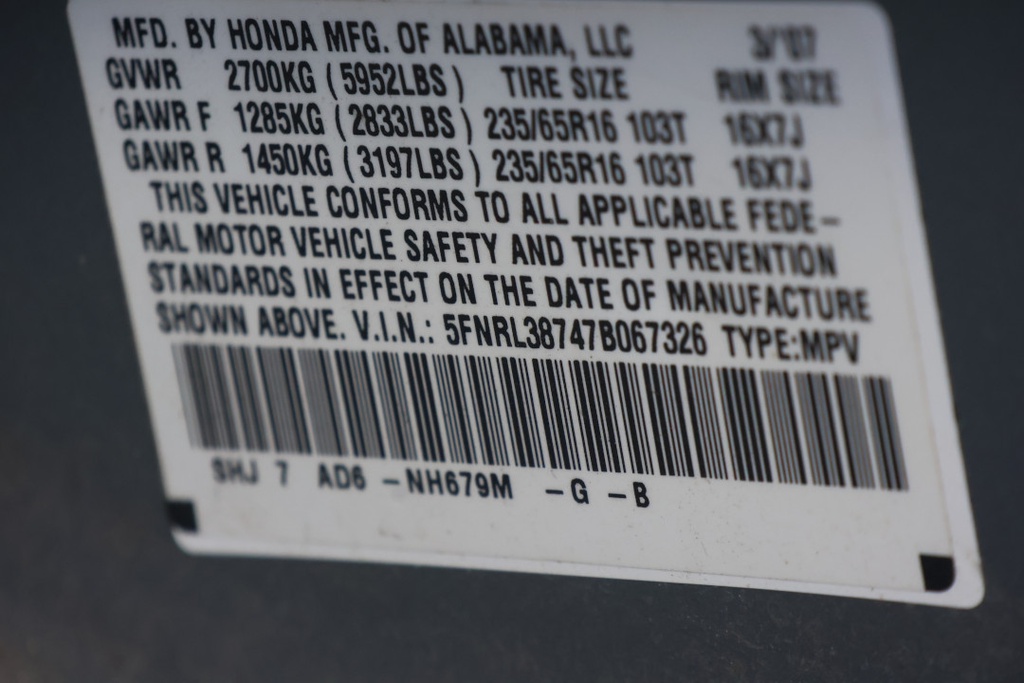 MFD. BY HONDA MFG. OF ALABAMA, LLC 3/'07
GVWR 2700KG (5952LBS) TIRE SIZE RIM SIZE
GAWR F 1285KG (2833LBS) 235/65R16 103T 16X7J
GAWR R 1450KG (3197LBS) 235/65R16 103T 16X7J
THIS VEHICLE CONFORMS TO ALL APPLICABLE FEDE–
RAL MOTOR VEHICLE SAFETY AND THEFT PREVENTION
STANDARDS IN EFFECT ON THE DATE OF MANUFACTURE
SHOWN ABOVE. V.I.N.: 5FNRL38747B067326 TYPE:MPV
SHJ 7 AD6 –NH679M –G –B